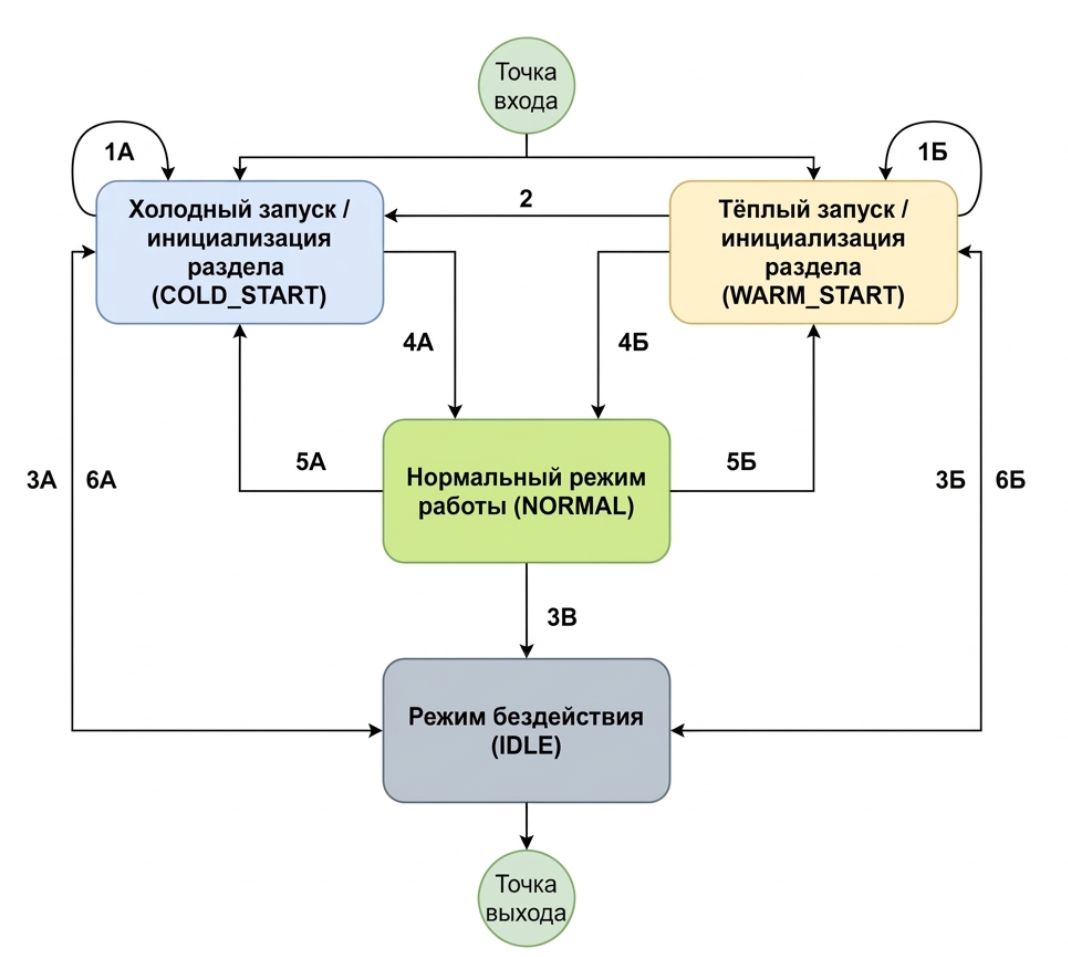 Точка
входа
1А
1Б
Холодный запуск /
инициализация
раздела
(COLD_START)
2
Тёплый запуск /
инициализация
раздела
(WARM_START)
4А
4Б
3А
6А
5А
Нормальный режим
работы (NORMAL)
5Б
3Б
6Б
3В
Режим бездействия
(IDLE)
Точка
выхода